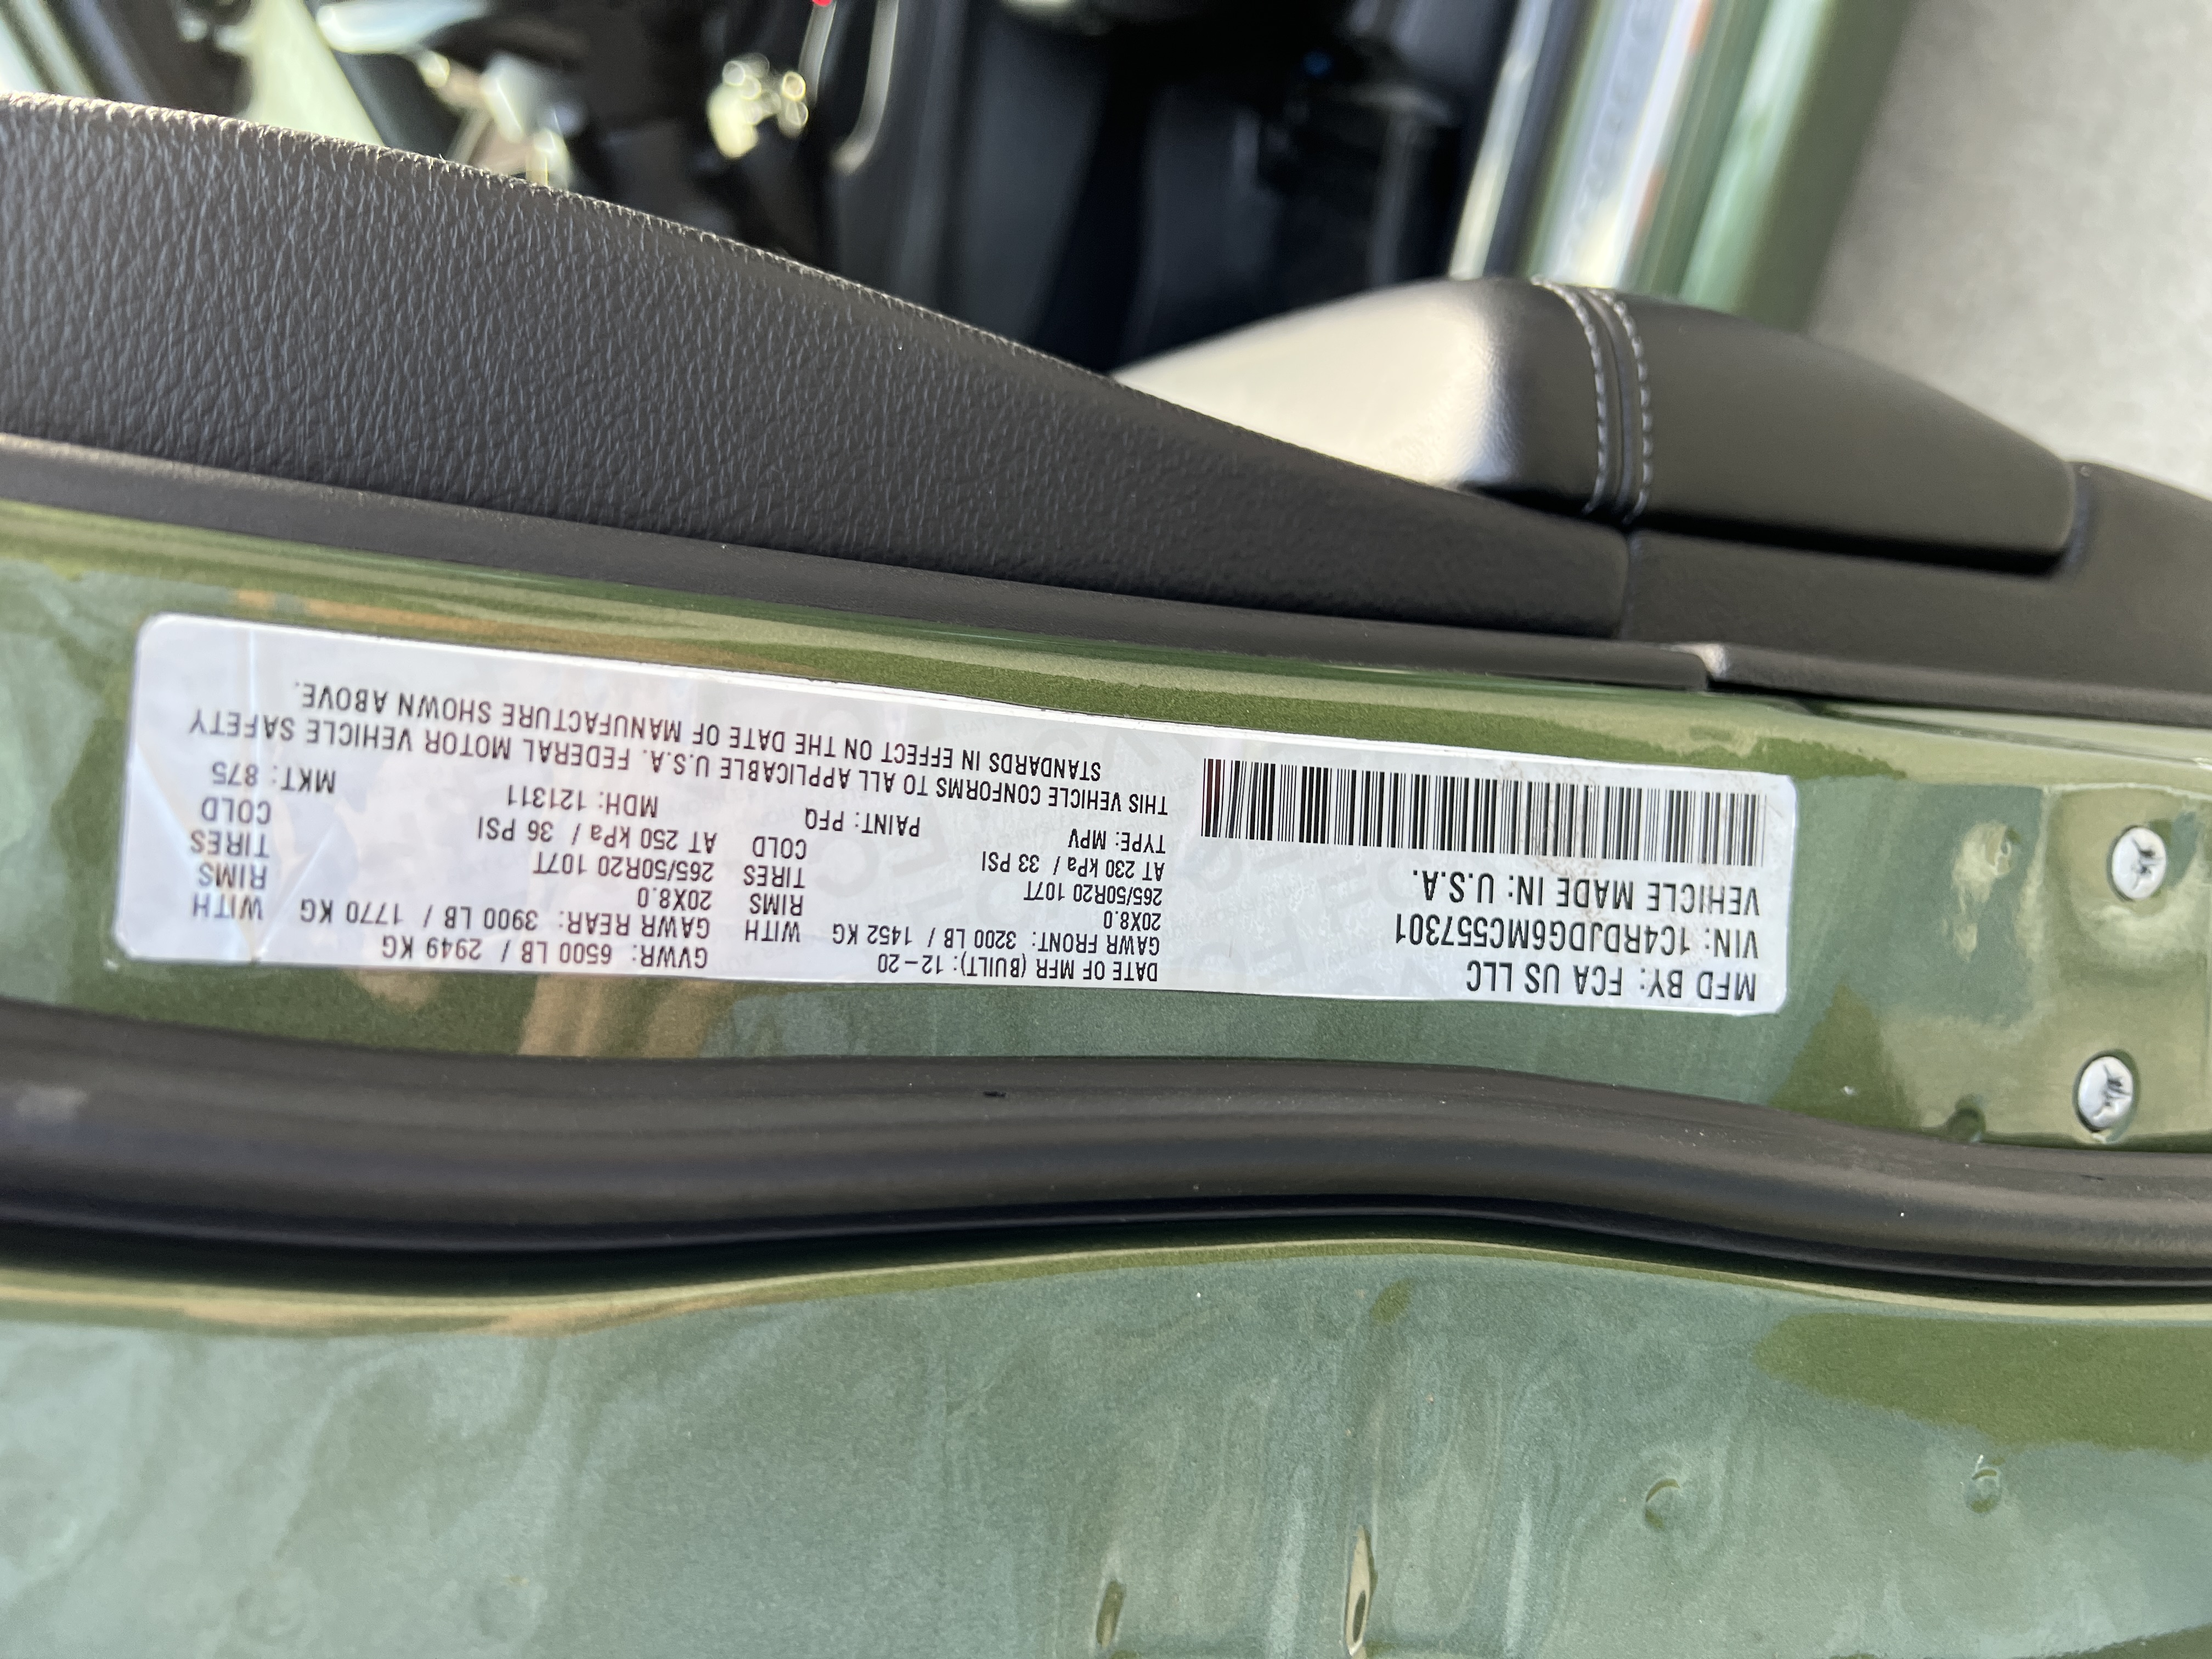 MFD BY: FCA US LLC
VIN: 1C4RDJDG6MC557301
VEHICLE MADE IN: U.S.A.
DATE OF MFR (BUILT): 12-20 GVWR: 6500 LB / 2949 KG
GAWR FRONT: 3200 LB / 1452 KG WITH GAWR REAR: 3900 LB / 1770 KG WITH
20X8.0 RIMS 20X8.0 RIMS
265/50R20 107T TIRES 265/50R20 107T TIRES
AT 230 kPa / 33 PSI COLD AT 250 kPa / 36 PSI COLD
TYPE: MPV PAINT: PFQ MDH: 121311 MKT: 875
THIS VEHICLE CONFORMS TO ALL APPLICABLE U.S.A. FEDERAL MOTOR VEHICLE SAFETY
STANDARDS IN EFFECT ON THE DATE OF MANUFACTURE SHOWN ABOVE.